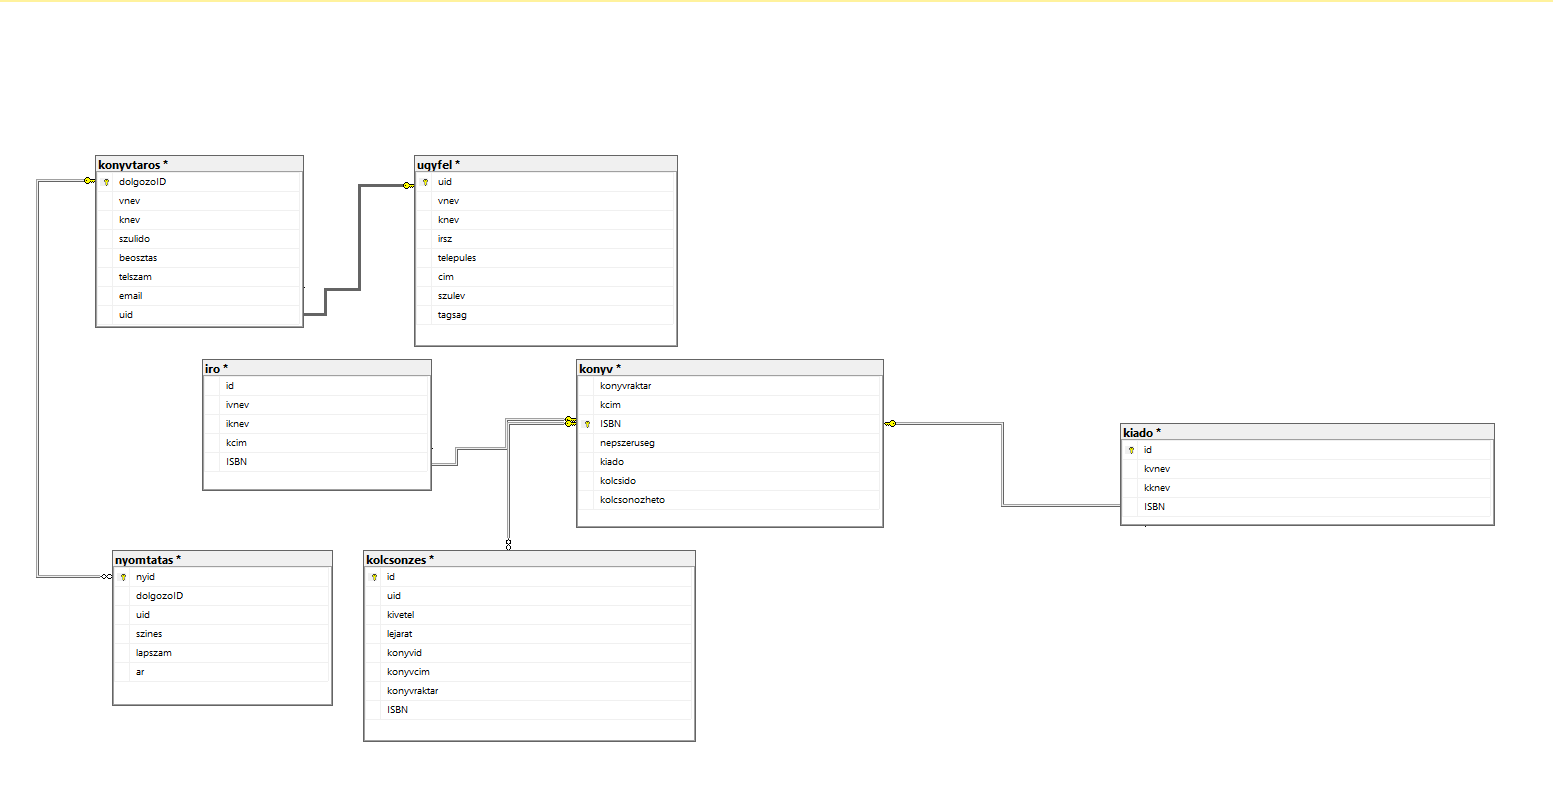 konyvtaros *
dolgozoID
vnev
knev
szulido
beosztas
telszam
email
uid
ugyfel *
uid
vnev
knev
irsz
telepules
cim
szulev
tagsag
iro *
id
ivnev
iknev
kcim
ISBN
konyv *
konyvraktar
kcim
ISBN
nepszeruseg
kiado
kolcsido
kolcsonozheto
kiado *
id
kvnev
kknev
ISBN
nyomtatas *
nyid
dolgozoID
uid
szines
lapszam
ar
kolcsonzes *
id
uid
kivetel
lejarat
konyvid
konyvcim
konyvraktar
ISBN